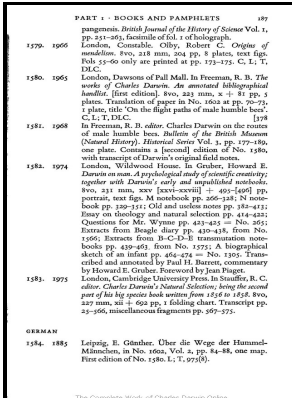 PART I · BOOKS AND PAMPHLETS 187
pangenesis. British Journal of the History of Science Vol. 1,
pp. 251-263, facsimile of fol. 1 of holograph.
1579. 1966 London, Constable. Olby, Robert C. Origins of
mendelism. 8vo, 218 mm, 204 pp, 8 plates, text figs.
Fols 55-60 only are printed at pp. 173-175. C, L; T,
DLC.
1580. 1965 London, Dawsons of Pall Mall. In Freeman, R. B. The
works of Charles Darwin. An annotated bibliographical
handlist. [first edition]. 8vo, 223 mm, x + 81 pp, 5
plates. Translation of paper in No. 1602 at pp. 70-73,
1 plate, title 'On the flight paths of male humble bees'.
C, L; T, DLC. [378
1581. 1968 In Freeman, R. B. editor. Charles Darwin on the routes
of male humble bees. Bulletin of the British Museum
(Natural History). Historical Series Vol. 3, pp. 177-189,
one plate. Contains a [second] edition of No. 1580,
with transcript of Darwin's original field notes.
1582. 1974 London, Wildwood House. In Gruber, Howard E.
Darwin on man. A psychological study of scientific creativity;
together with Darwin's early and unpublished notebooks.
8vo, 231 mm, xxv [xxvi-xxviii] + 495-[496] pp,
portrait, text figs. M notebook pp. 266-328; N note-
book pp. 329-351; Old and useless notes pp. 382-413;
Essay on theology and natural selection pp. 414-422;
Questions for Mr. Wynne pp. 423-425 = No. 265;
Extracts from Beagle diary pp. 430-438, from No.
1566; Extracts from B-C-D-E transmutation note-
books pp. 439-463, from No. 1575; A biographical
sketch of an infant pp. 464-474 = No. 1305. Trans-
cribed and annotated by Paul H. Barrett, commentary
by Howard E. Gruber. Foreword by Jean Piaget.
1583. 1975 London, Cambridge University Press. In Stauffer, R. C.
editor. Charles Darwin's Natural Selection; being the second
part of his big species book written from 1856 to 1858. 8vo,
227 mm, xii + 692 pp, 1 folding chart. Transcript pp.
25-566, miscellaneous fragments pp. 567-575.
GERMAN
1584. 1885 Leipzig, E. Günther. Über die Wege der Hummel-
Männchen, in No. 1602, Vol. 2, pp. 84-88, one map.
First edition of No. 1580. L; T, 975(8).
The Complete Work of Charles Darwin Online